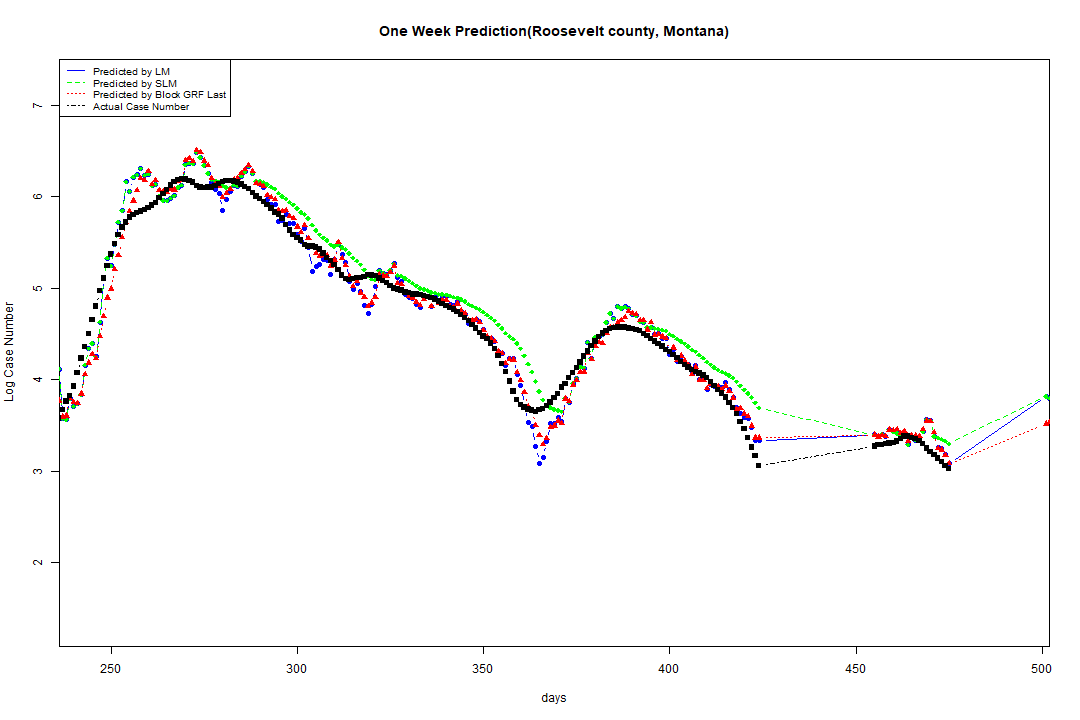 One Week Prediction(Roosevelt county, Montana)
Predicted by LM
Predicted by SLM
Predicted by Block GRF Last
Actual Case Number
Log Case Number
7
6
5
4
3
2
250 300 350 400 450 500
days